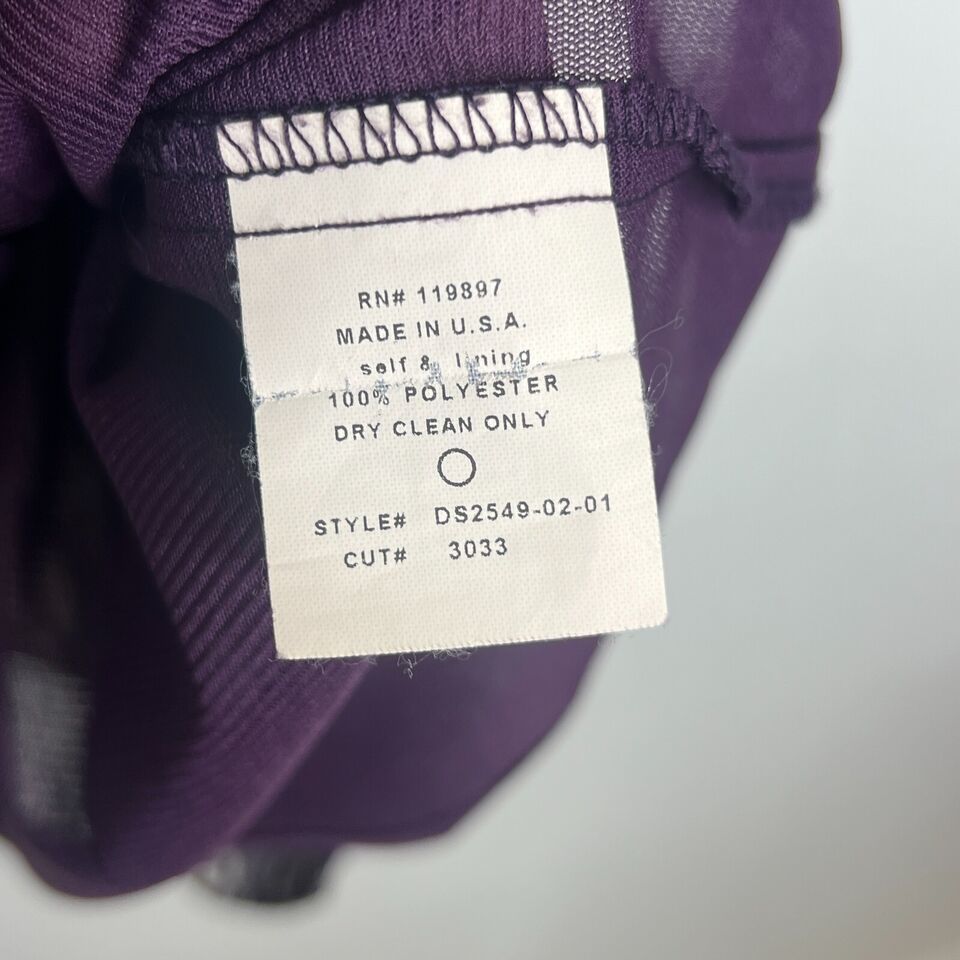 RN# 119897
MADE IN U.S.A.
self & lining
100% POLYESTER
DRY CLEAN ONLY
STYLE# DS2549-02-01
CUT# 3033